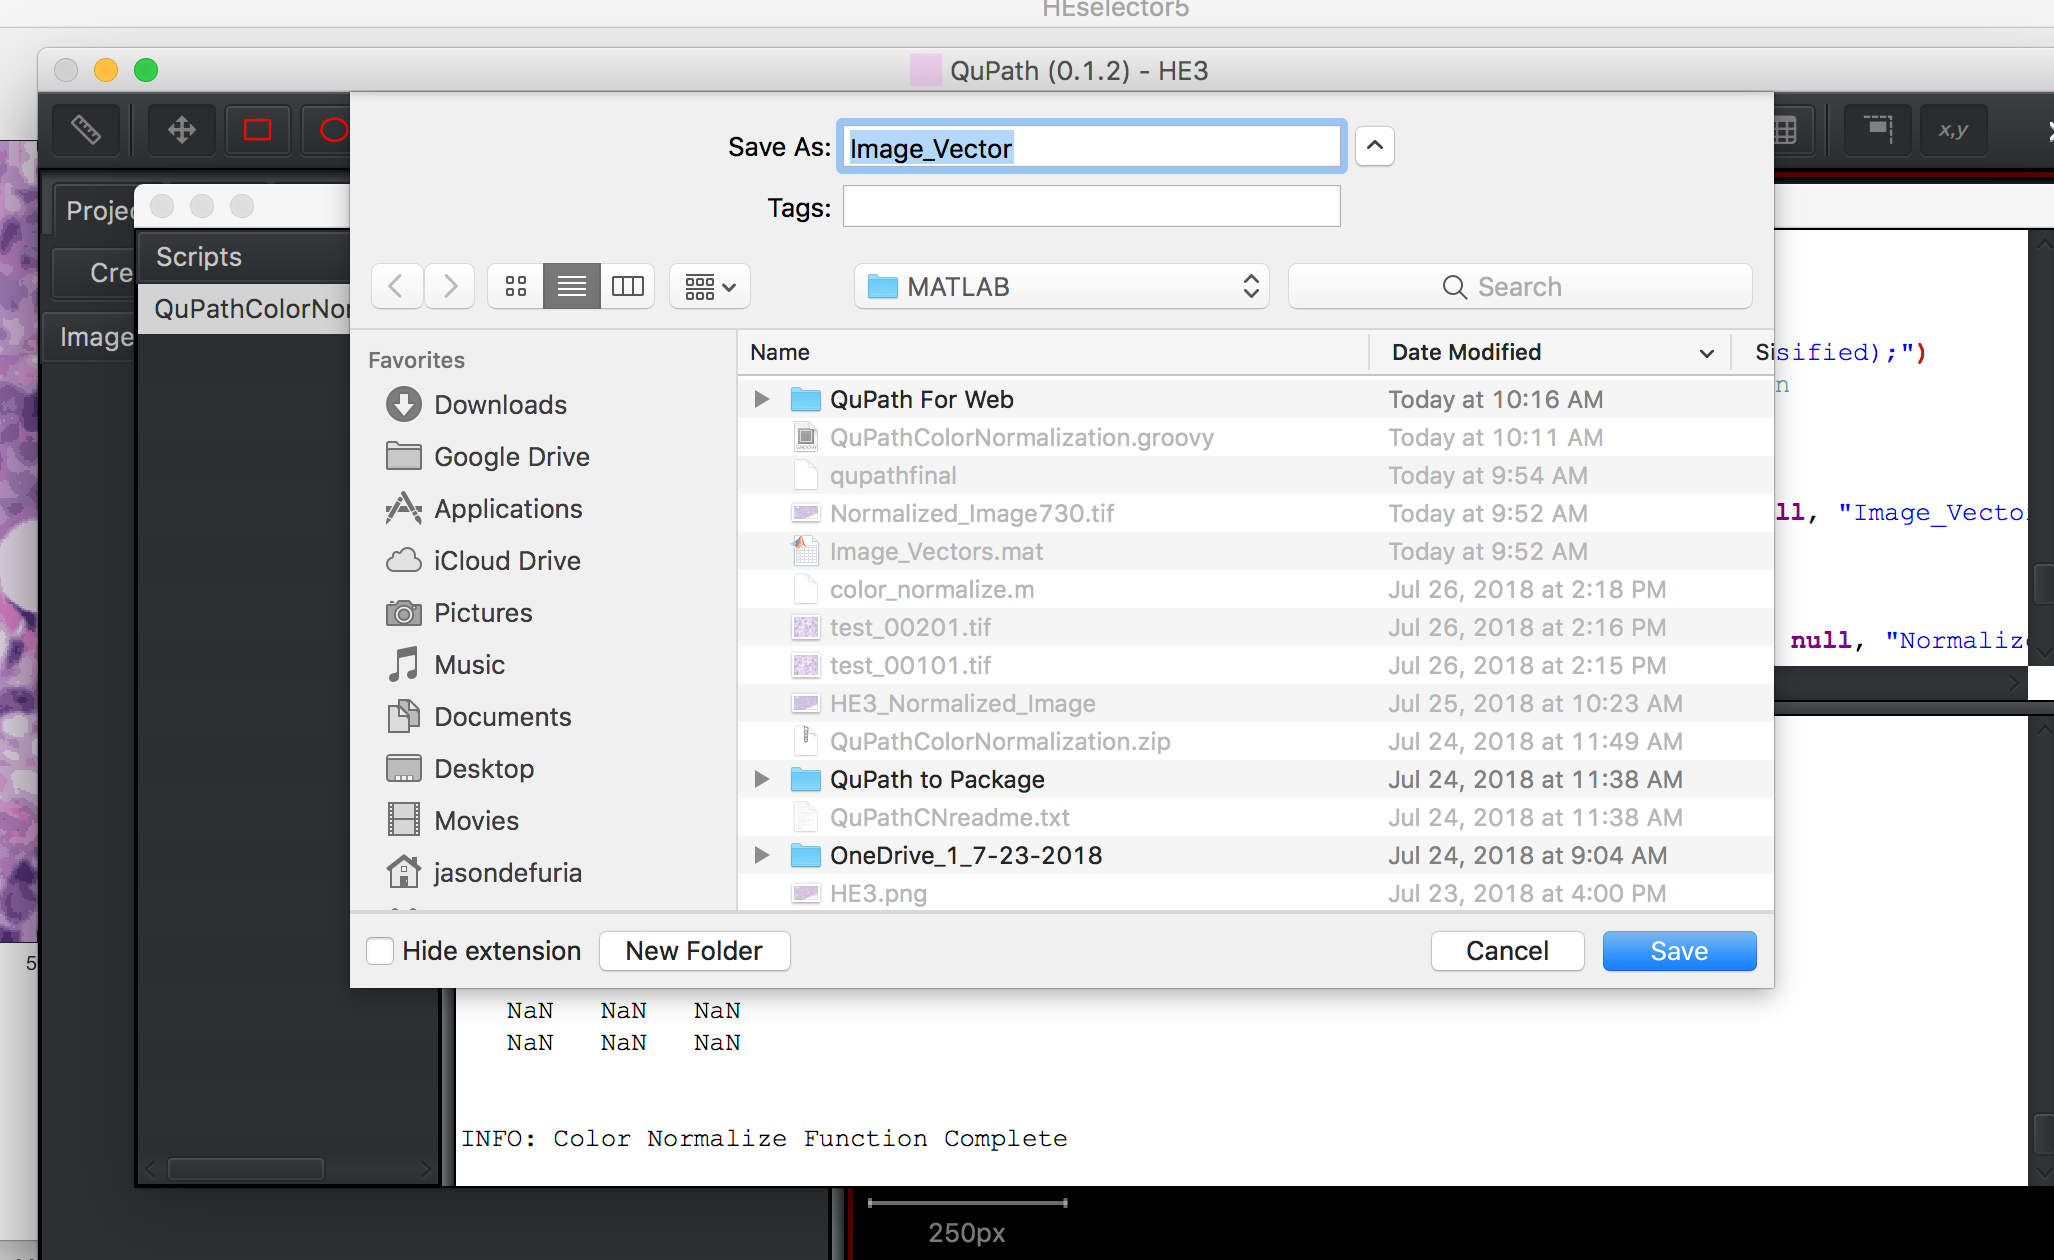 HEselector5
QuPath (0.1.2) - HE3
Save As: Image_Vector
Tags:
x,y
Scripts
QuPathColorNor
Image
MATLAB
Search
Favorites
Downloads
Google Drive
Applications
iCloud Drive
Pictures
Music
Documents
Desktop
Movies
jasondefuria
Name Date Modified
QuPath For Web Today at 10:16 AM
QuPathColorNormalization.groovy Today at 10:11 AM
qupathfinal Today at 9:54 AM
Normalized_Image730.tif Today at 9:52 AM
Image_Vectors.mat Today at 9:52 AM
color_normalize.m Jul 26, 2018 at 2:18 PM
test_00201.tif Jul 26, 2018 at 2:16 PM
test_00101.tif Jul 26, 2018 at 2:15 PM
HE3_Normalized_Image Jul 25, 2018 at 10:23 AM
QuPathColorNormalization.zip Jul 24, 2018 at 11:49 AM
QuPath to Package Jul 24, 2018 at 11:38 AM
QuPathCNreadme.txt Jul 24, 2018 at 11:38 AM
OneDrive_1_7-23-2018 Jul 24, 2018 at 9:04 AM
HE3.png Jul 23, 2018 at 4:00 PM
sified);")
n
ll, "Image_Vector
null, "Normaliz
Hide extension New Folder Cancel Save
5
NaN NaN NaN
NaN NaN NaN
INFO: Color Normalize Function Complete
250px